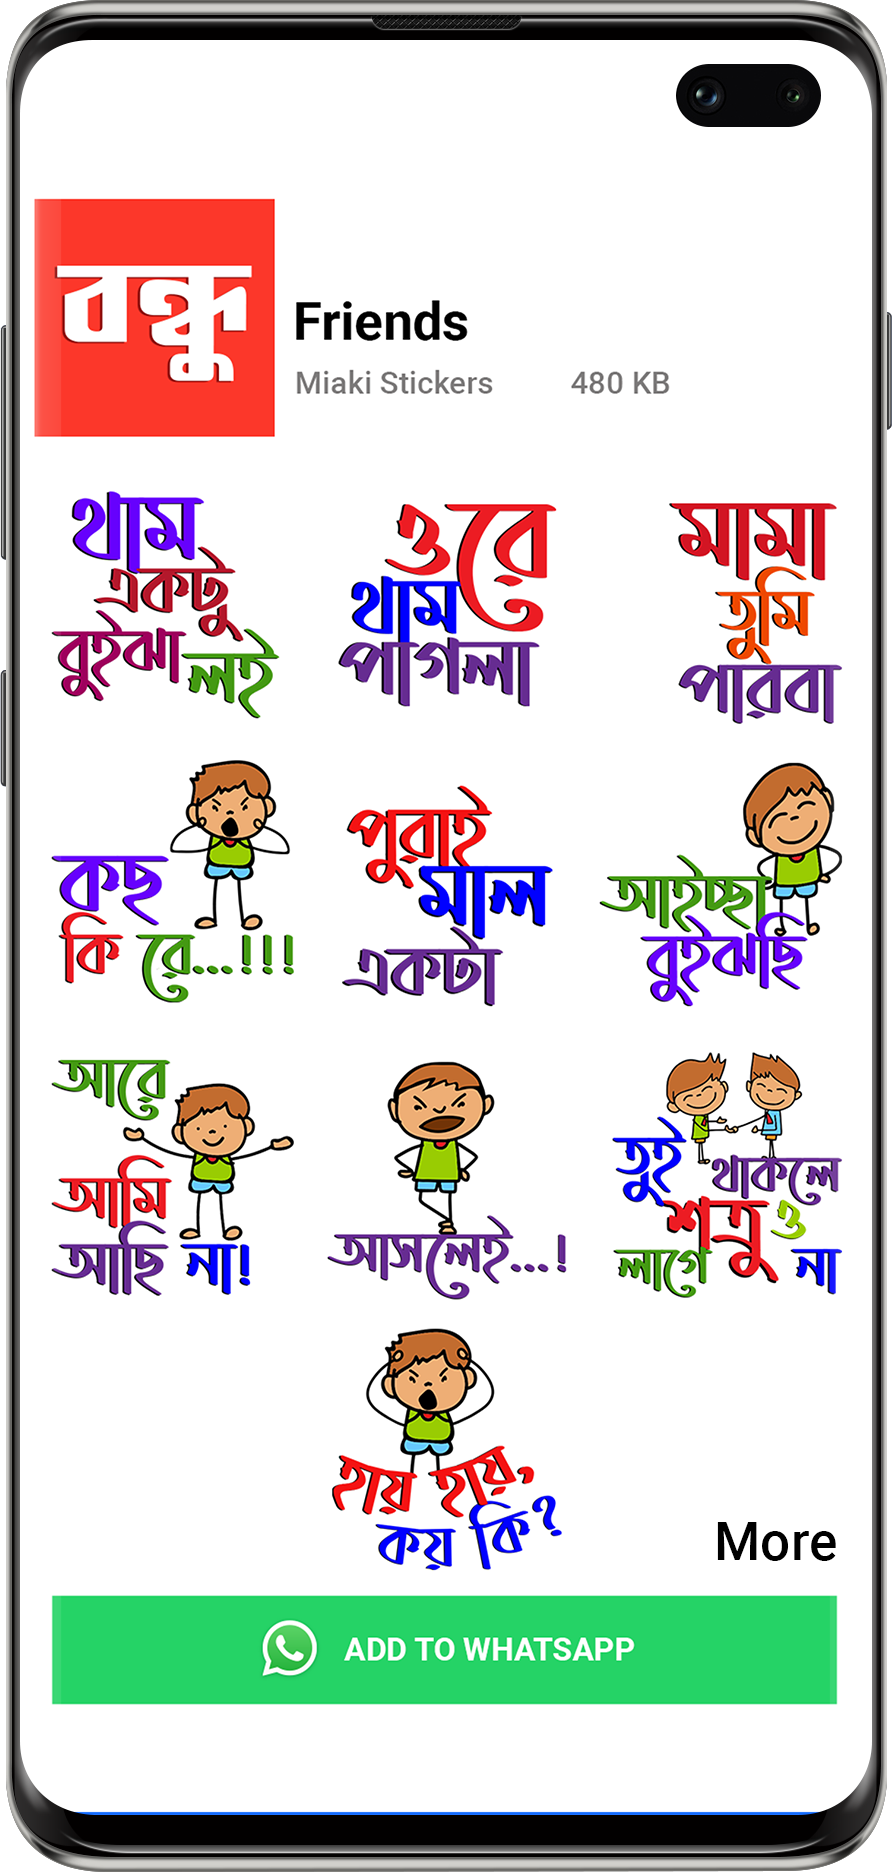 বন্ধু
Friends
Miaki Stickers 480 KB
থাম
একটু
বুইঝা লই
ওরে
থাম
পাগলা
মামা
তুমি
পারবা
কছ
কি রে...!!!
পুরাই
মাল
একটা
আইচ্ছা
বুইঝছি
আরে
আমি
আছি না!
আসলেই...!
তুই থাকলে
শত্রুও
লাগে না
হায় হায়,
কয় কি?
More
ADD TO WHATSAPP